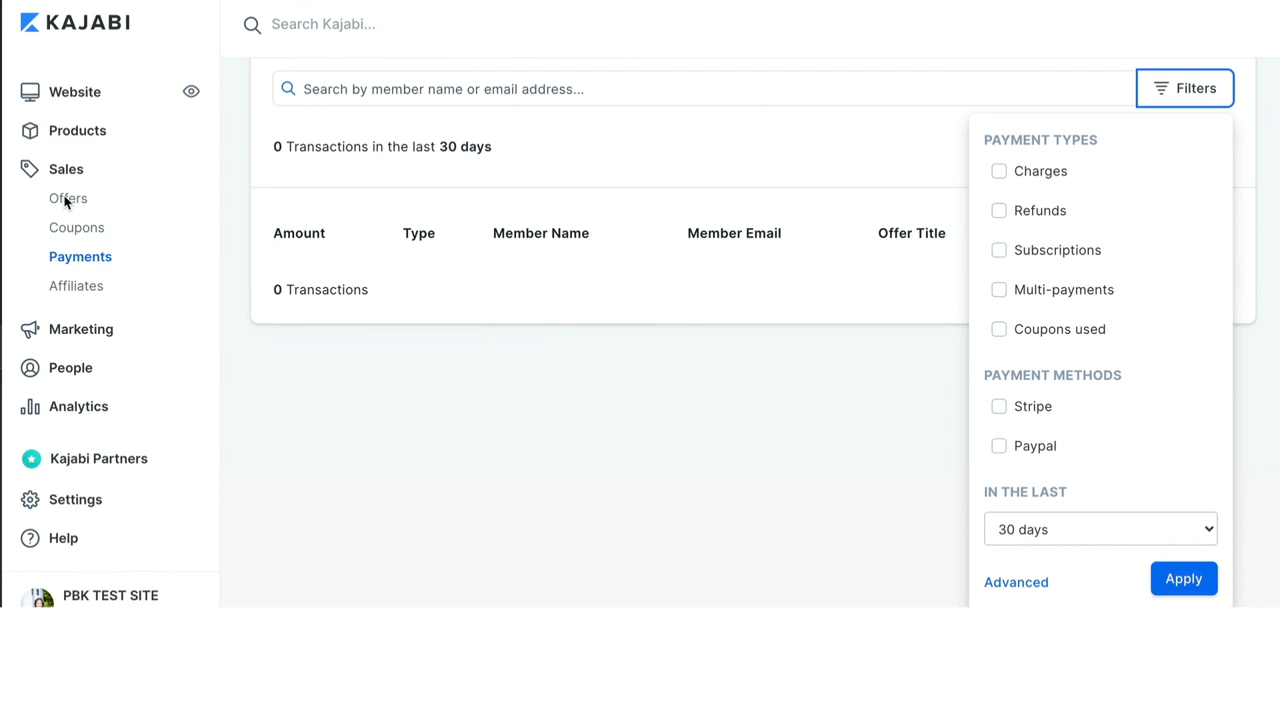 KAJABI
Search Kajabi...
Website
Products
Sales
Offers
Coupons
Payments
Affiliates
Marketing
People
Analytics
Kajabi Partners
Settings
Help
PBK TEST SITE
Search by member name or email address...
Filters
0 Transactions in the last 30 days
Amount Type Member Name Member Email Offer Title
0 Transactions
PAYMENT TYPES
Charges
Refunds
Subscriptions
Multi-payments
Coupons used
PAYMENT METHODS
Stripe
Paypal
IN THE LAST
30 days
Advanced
Apply